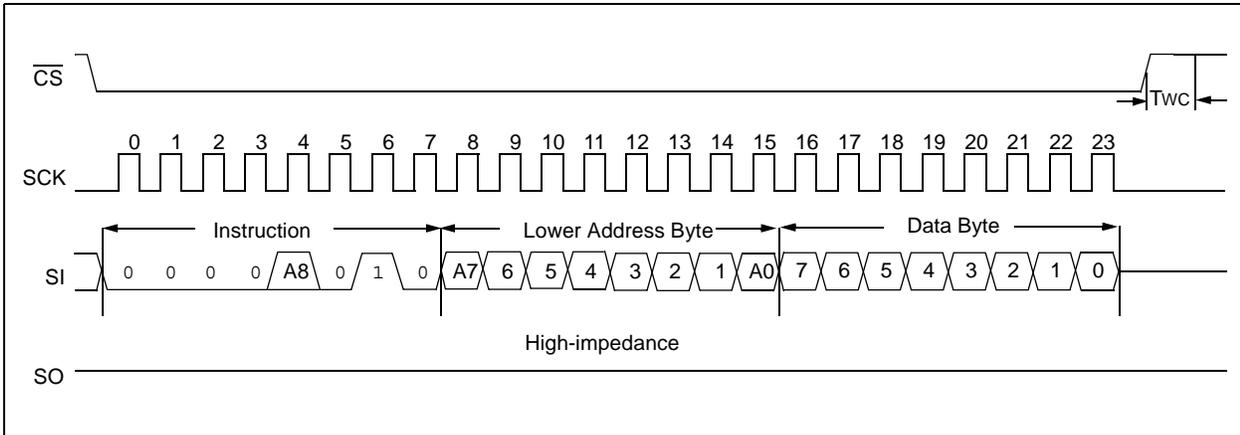 CS
TWC
0 1 2 3 4 5 6 7 8 9 10 11 12 13 14 15 16 17 18 19 20 21 22 23
SCK
Instruction Lower Address Byte Data Byte
SI 0 0 0 0 A8 0 1 0 A7 6 5 4 3 2 1 A0 7 6 5 4 3 2 1 0
High-impedance
SO